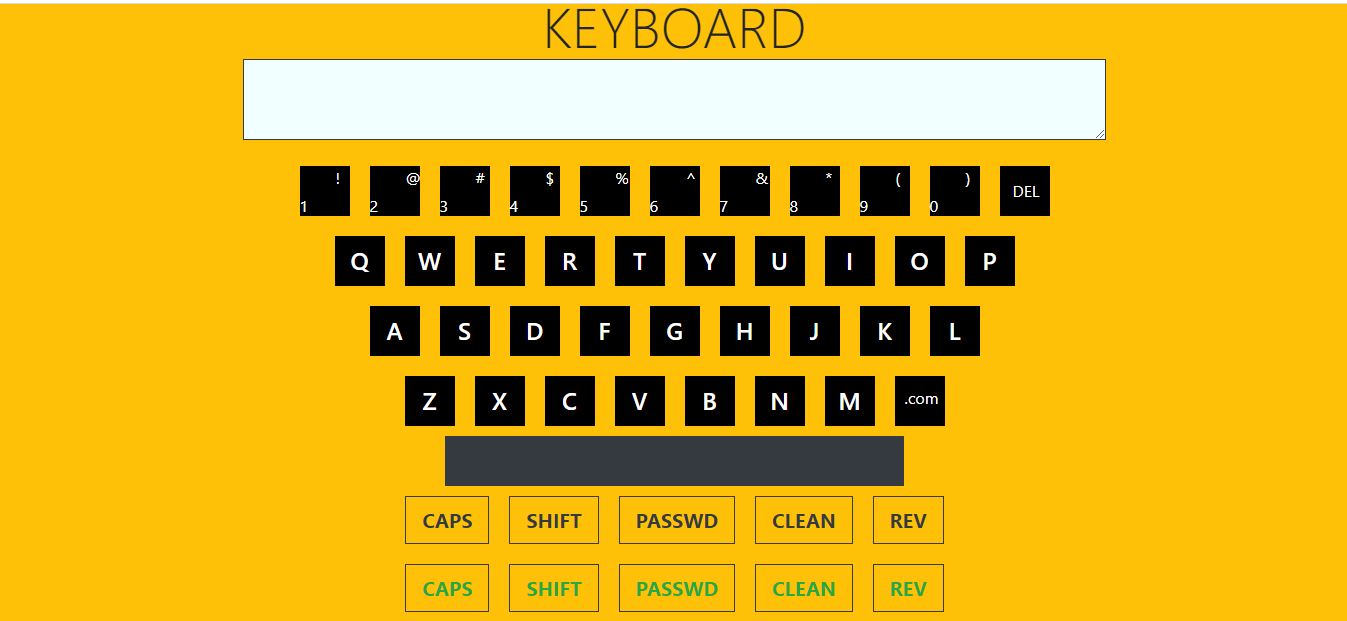 KEYBOARD
! @ # $ % ^ & * ( )
1 2 3 4 5 6 7 8 9 0 DEL
Q W E R T Y U I O P
A S D F G H J K L
Z X C V B N M .com
CAPS SHIFT PASSWD CLEAN REV
CAPS SHIFT PASSWD CLEAN REV